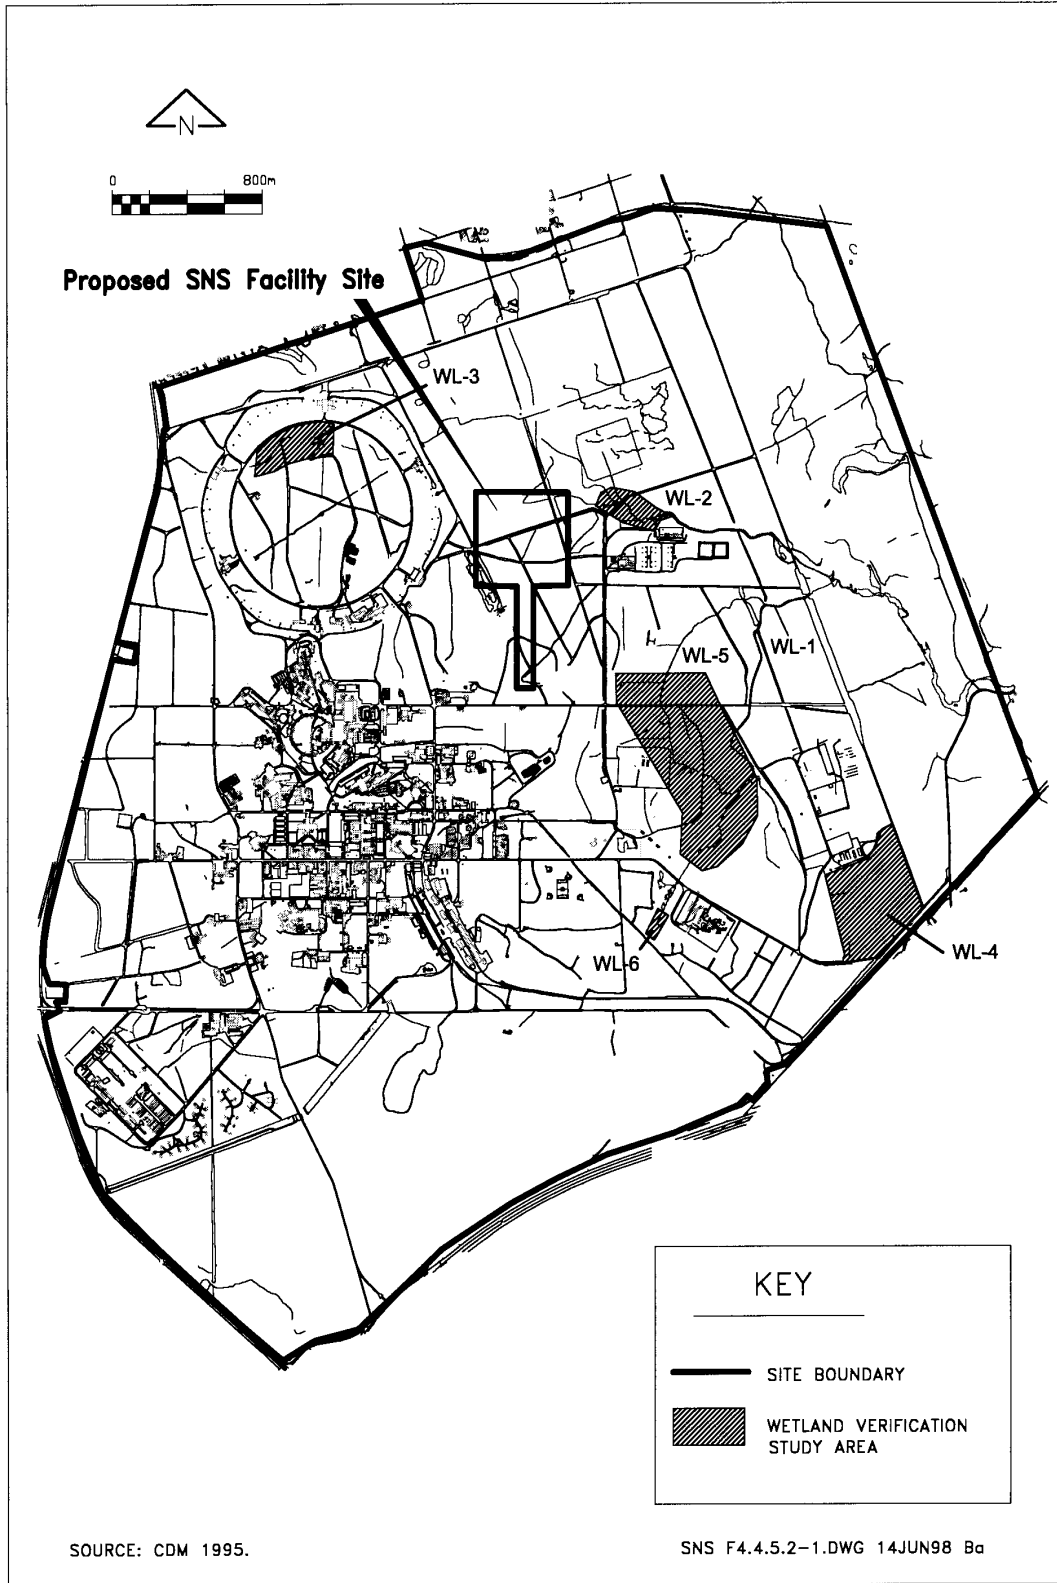 N
0 800m
Proposed SNS Facility Site
WL-3
WL-2
WL-5
WL-1
WL-4
WL-6
KEY
SITE BOUNDARY
WETLAND VERIFICATION
STUDY AREA
SOURCE: CDM 1995.
SNS F4.4.5.2-1.DWG 14JUN98 Ba